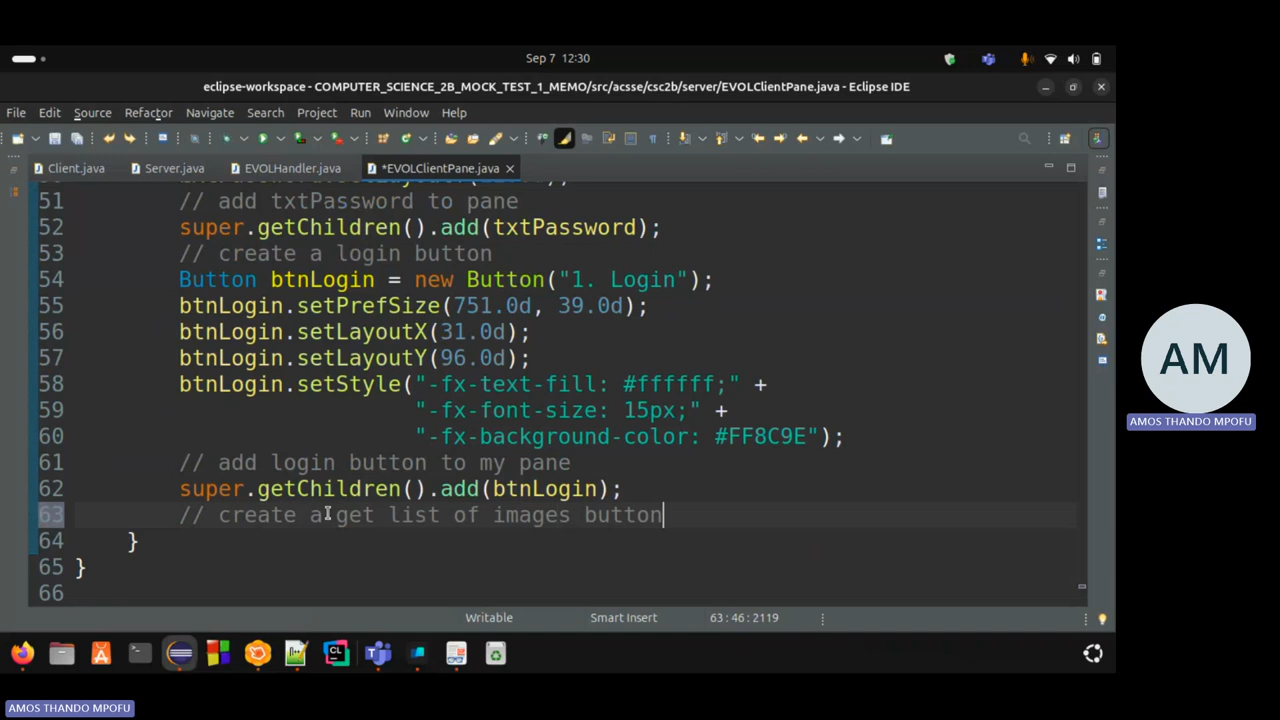 Sep 7 12:30
eclipse-workspace - COMPUTER_SCIENCE_2B_MOCK_TEST_1_MEMO/src/acsse/csc2b/server/EVOLClientPane.java - Eclipse IDE
File Edit Source Refactor Navigate Search Project Run Window Help
Client.java Server.java EVOLHandler.java *EVOLClientPane.java
51 // add txtPassword to pane
52 super.getChildren().add(txtPassword);
53 // create a login button
54 Button btnLogin = new Button("1. Login");
55 btnLogin.setPrefSize(751.0d, 39.0d);
56 btnLogin.setLayoutX(31.0d);
57 btnLogin.setLayoutY(96.0d);
58 btnLogin.setStyle("-fx-text-fill: #ffffff;" +
59 "-fx-font-size: 15px;" +
60 "-fx-background-color: #FF8C9E");
61 // add login button to my pane
62 super.getChildren().add(btnLogin);
63 // create a get list of images button
64 }
65 }
66
Writable Smart Insert 63:46:2119
CL
AM
AMOS THANDO MPOFU
AMOS THANDO MPOFU